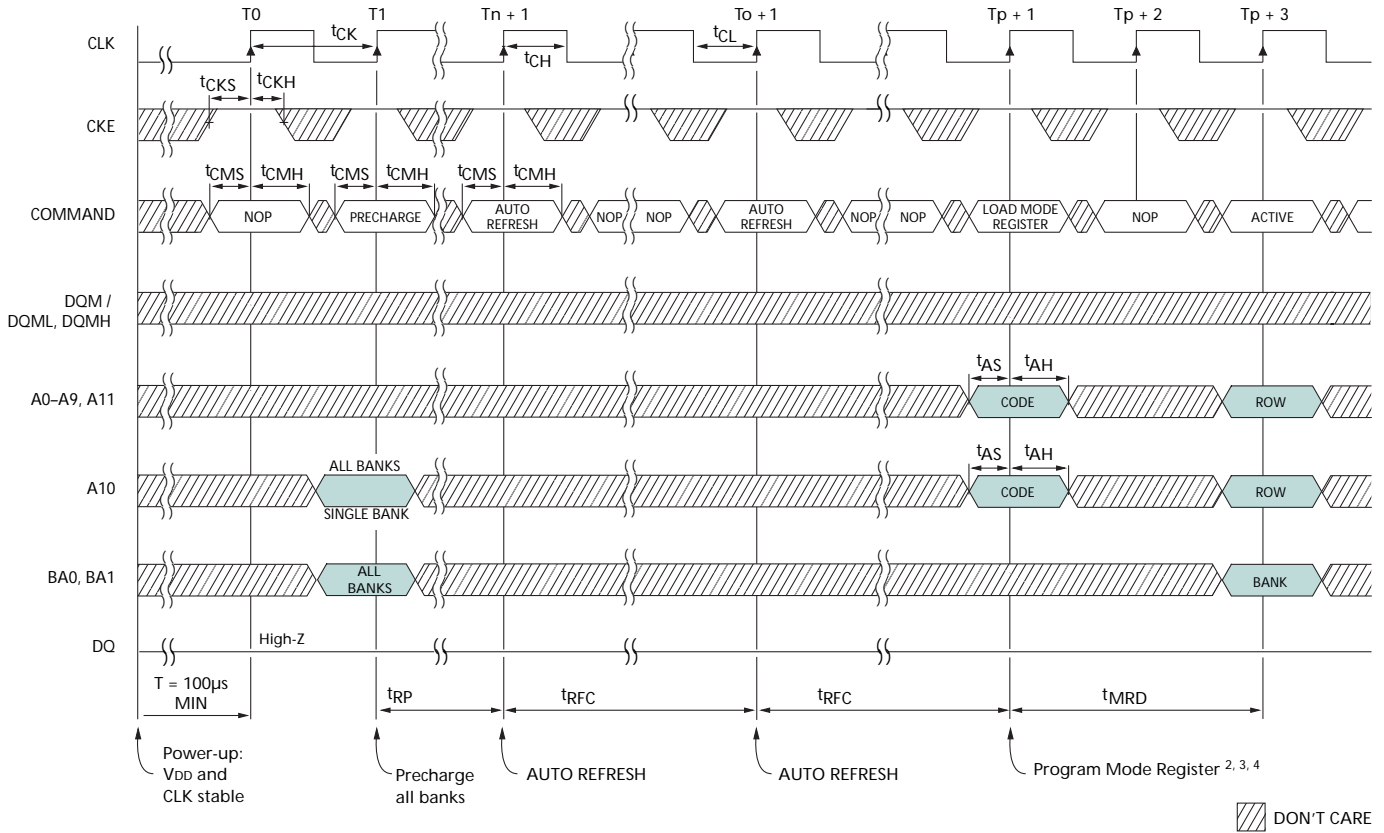 T0 T1 Tn + 1 To + 1 Tp + 1 Tp + 2 Tp + 3
CLK
tCK tCH tCL
tCKS tCKH
CKE
tCMS tCMH tCMS tCMH tCMS tCMH
COMMAND NOP PRECHARGE AUTO REFRESH NOP NOP AUTO REFRESH NOP NOP LOAD MODE REGISTER NOP ACTIVE
DQM /
DQML, DQMH
tAS tAH
A0–A9, A11 CODE ROW
ALL BANKS tAS tAH
A10 CODE ROW
SINGLE BANK
BA0, BA1 ALL BANKS BANK
DQ High-Z
T = 100µs
MIN
tRP tRFC tRFC tMRD
Power-up:
VDD and
CLK stable
Precharge
all banks
AUTO REFRESH
AUTO REFRESH
Program Mode Register 2, 3, 4
DON'T CARE